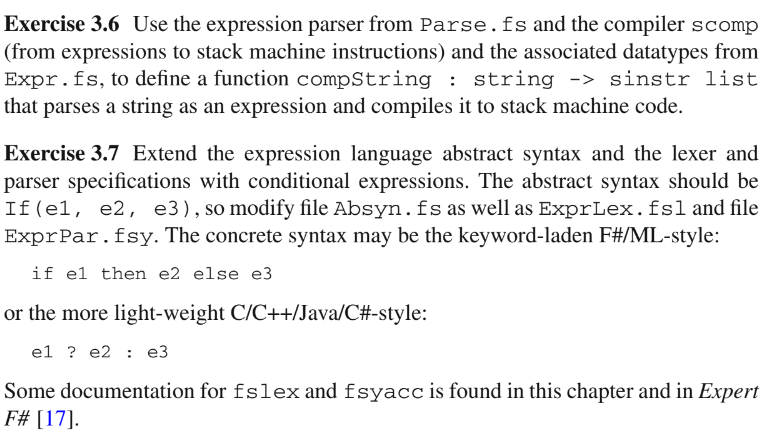 Exercise 3.6 Use the expression parser from Parse.fs and the compiler scomp
(from expressions to stack machine instructions) and the associated datatypes from
Expr.fs, to define a function compString : string -> sinstr list
that parses a string as an expression and compiles it to stack machine code.
Exercise 3.7 Extend the expression language abstract syntax and the lexer and
parser specifications with conditional expressions. The abstract syntax should be
If(e1, e2, e3), so modify file Absyn.fs as well as ExprLex.fsl and file
ExprPar.fsy. The concrete syntax may be the keyword-laden F#/ML-style:
if e1 then e2 else e3
or the more light-weight C/C++/Java/C#-style:
e1 ? e2 : e3
Some documentation for fslex and fsyacc is found in this chapter and in Expert
F# [17].